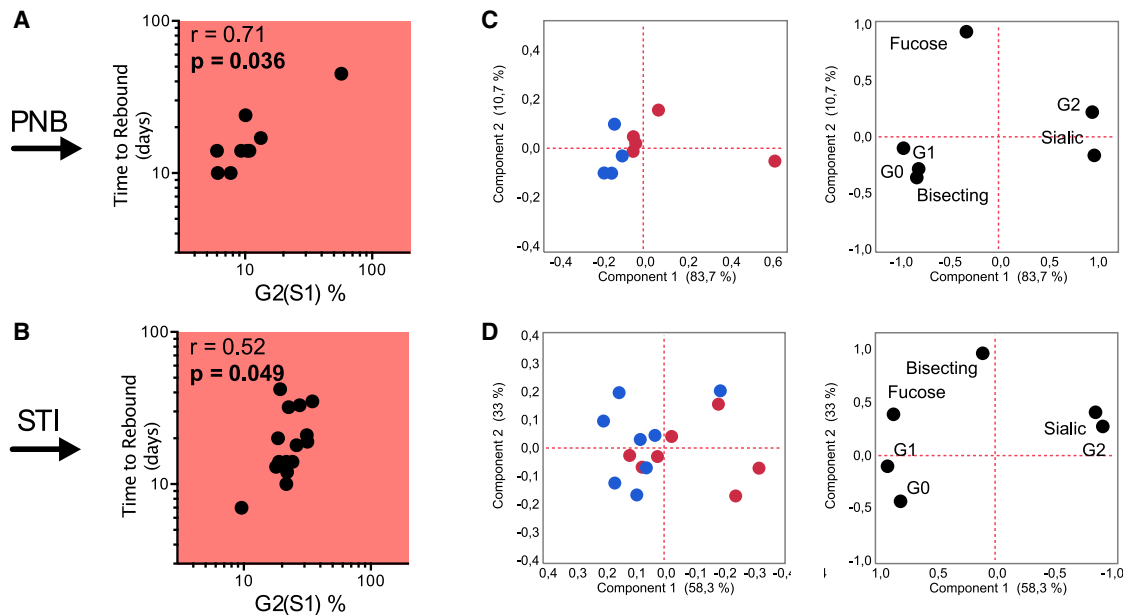 A
PNB
r = 0.71
p = 0.036
100
10
Time to Rebound
(days)
10
100
G2(S1) %
C
0,4
0,2
0,0
-0,2
-0,4
Component 2 (10,7 %)
-0,4
-0,2
0,0
0,2
0,4
0,6
Component 1 (83,7 %)
1,0
0,5
0,0
-0,5
-1,0
Component 2 (10,7 %)
Fucose
G2
Sialic
G1
G0
Bisecting
-1,0
-0,5
0,0
0,5
1,0
Component 1 (83,7 %)
B
STI
r = 0.52
p = 0.049
100
10
Time to Rebound
(days)
10
100
G2(S1) %
D
0,4
0,3
0,2
0,1
0,0
-0,1
-0,2
-0,3
-0,4
Component 2 (33 %)
0,4
0,3
0,2
0,1
0,0
-0,1
-0,2
-0,3
-0,4
Component 1 (58,3 %)
1,0
0,5
0,0
-0,5
-1,0
Component 2 (33 %)
Bisecting
Fucose
Sialic
G2
G1
G0
1,0
0,5
0,0
-0,5
-1,0
Component 1 (58,3 %)